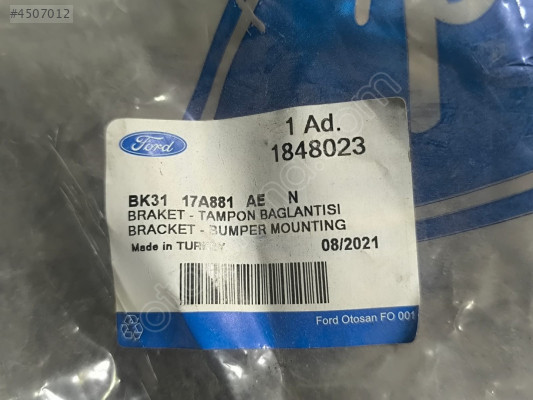 #4507012
1 Ad.
Ford
1848023
BK31 17A881 AE N
BRAKET - TAMPON BAGLANTISI
BRACKET - BUMPER MOUNTING
Made in TURKEY 08/2021
Ford Otosan FO 001